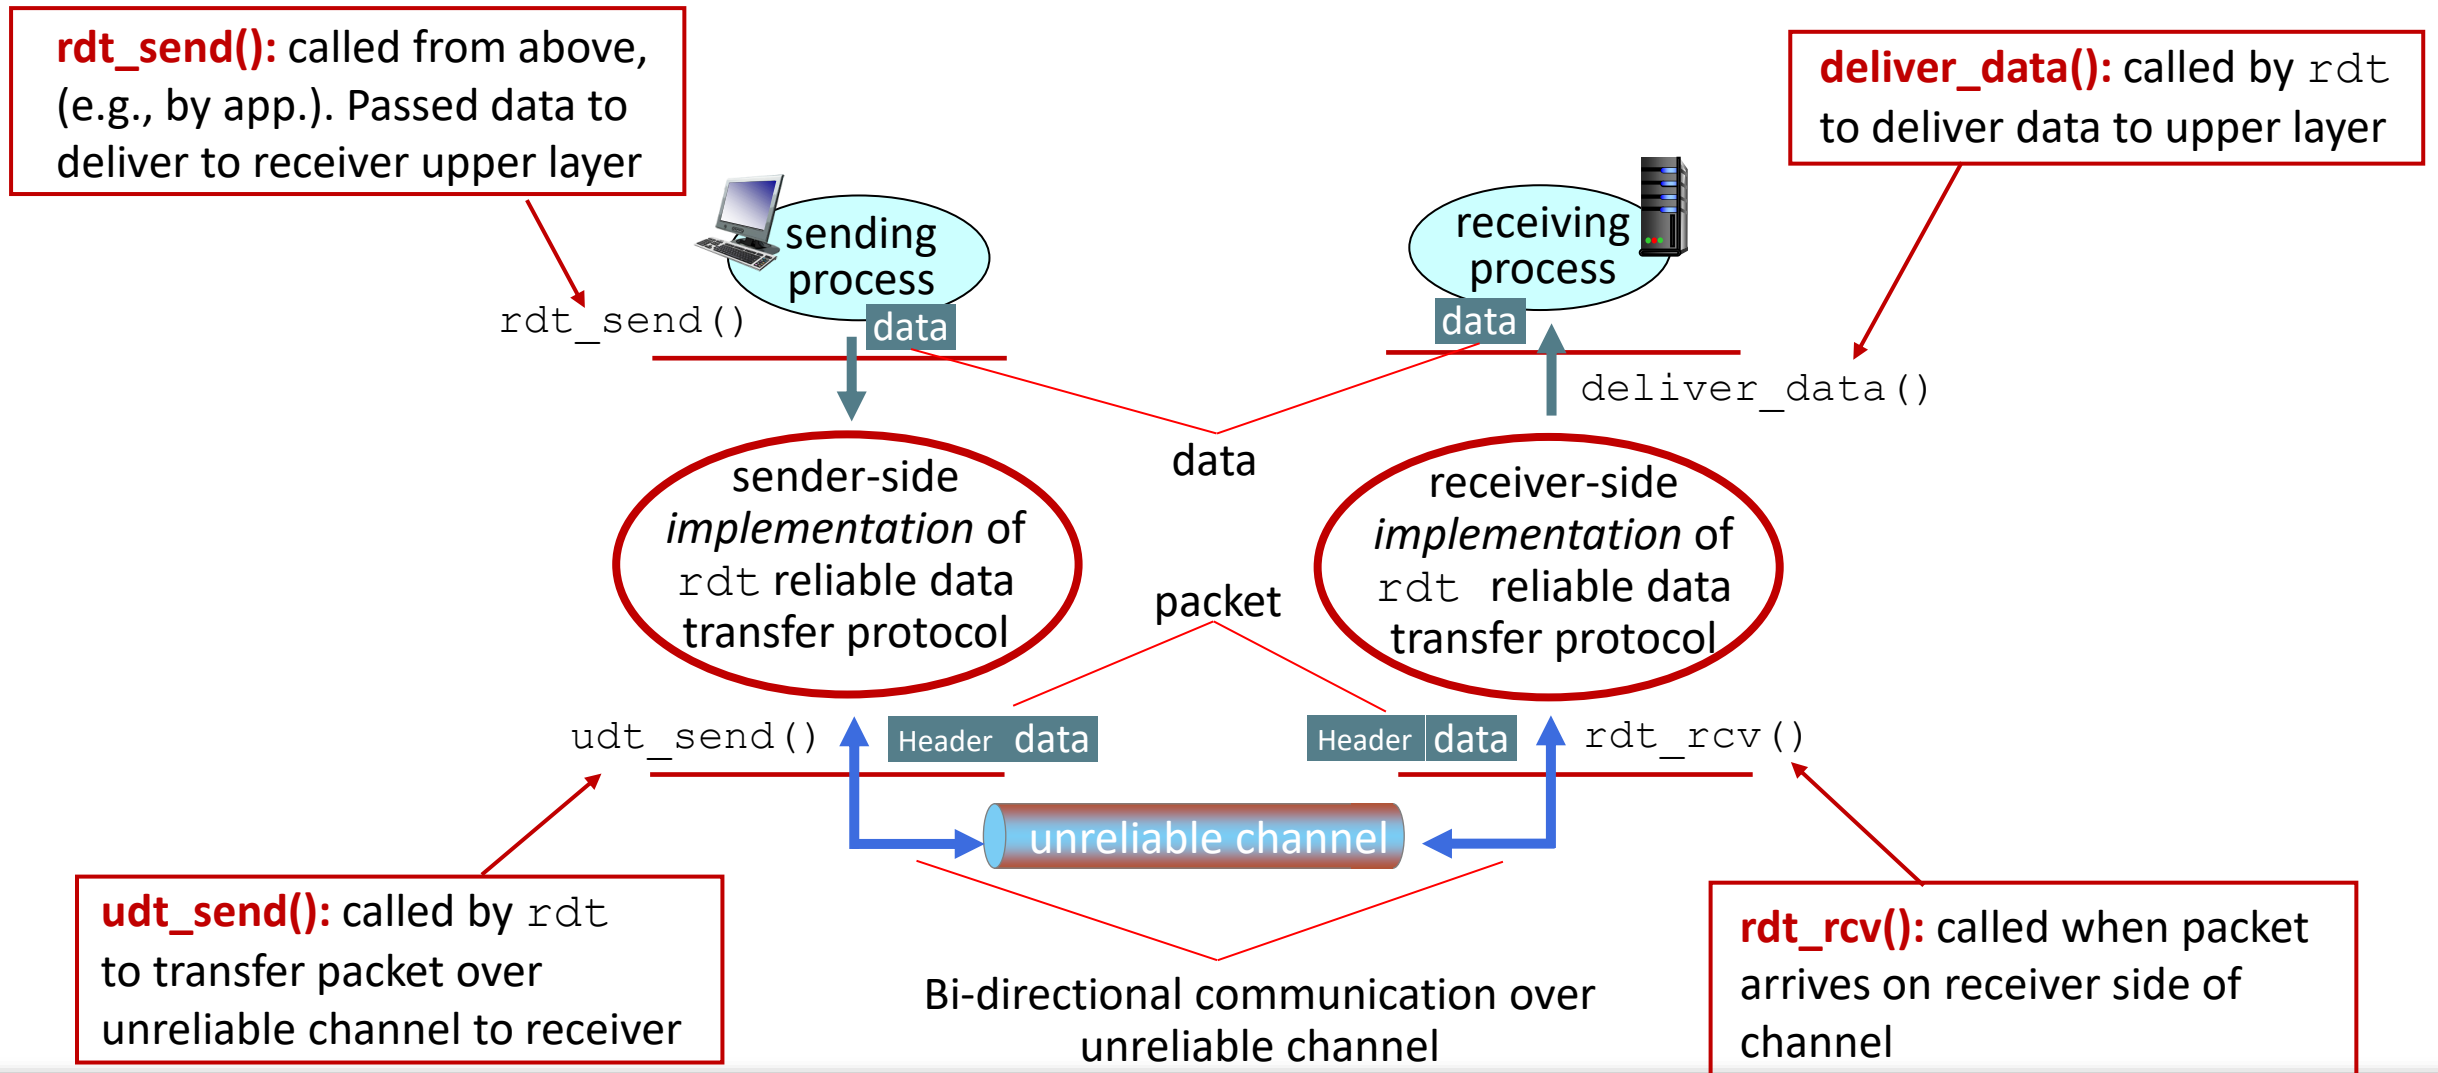 rdt_send(): called from above,
(e.g., by app.). Passed data to
deliver to receiver upper layer
deliver_data(): called by rdt
to deliver data to upper layer
sending
process
receiving
process
rdt_send()
data
data
deliver_data()
data
sender-side
implementation of
rdt reliable data
transfer protocol
receiver-side
implementation of
rdt reliable data
transfer protocol
packet
udt_send()
Header data
Header data
rdt_rcv()
unreliable channel
udt_send(): called by rdt
to transfer packet over
unreliable channel to receiver
Bi-directional communication over
unreliable channel
rdt_rcv(): called when packet
arrives on receiver side of
channel